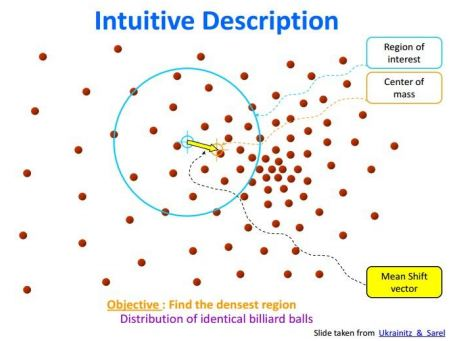 Intuitive Description
Region of
interest
Center of
mass
Mean Shift
vector
Objective : Find the densest region
Distribution of identical billiard balls
Slide taken from Ukrainitz & Sarel